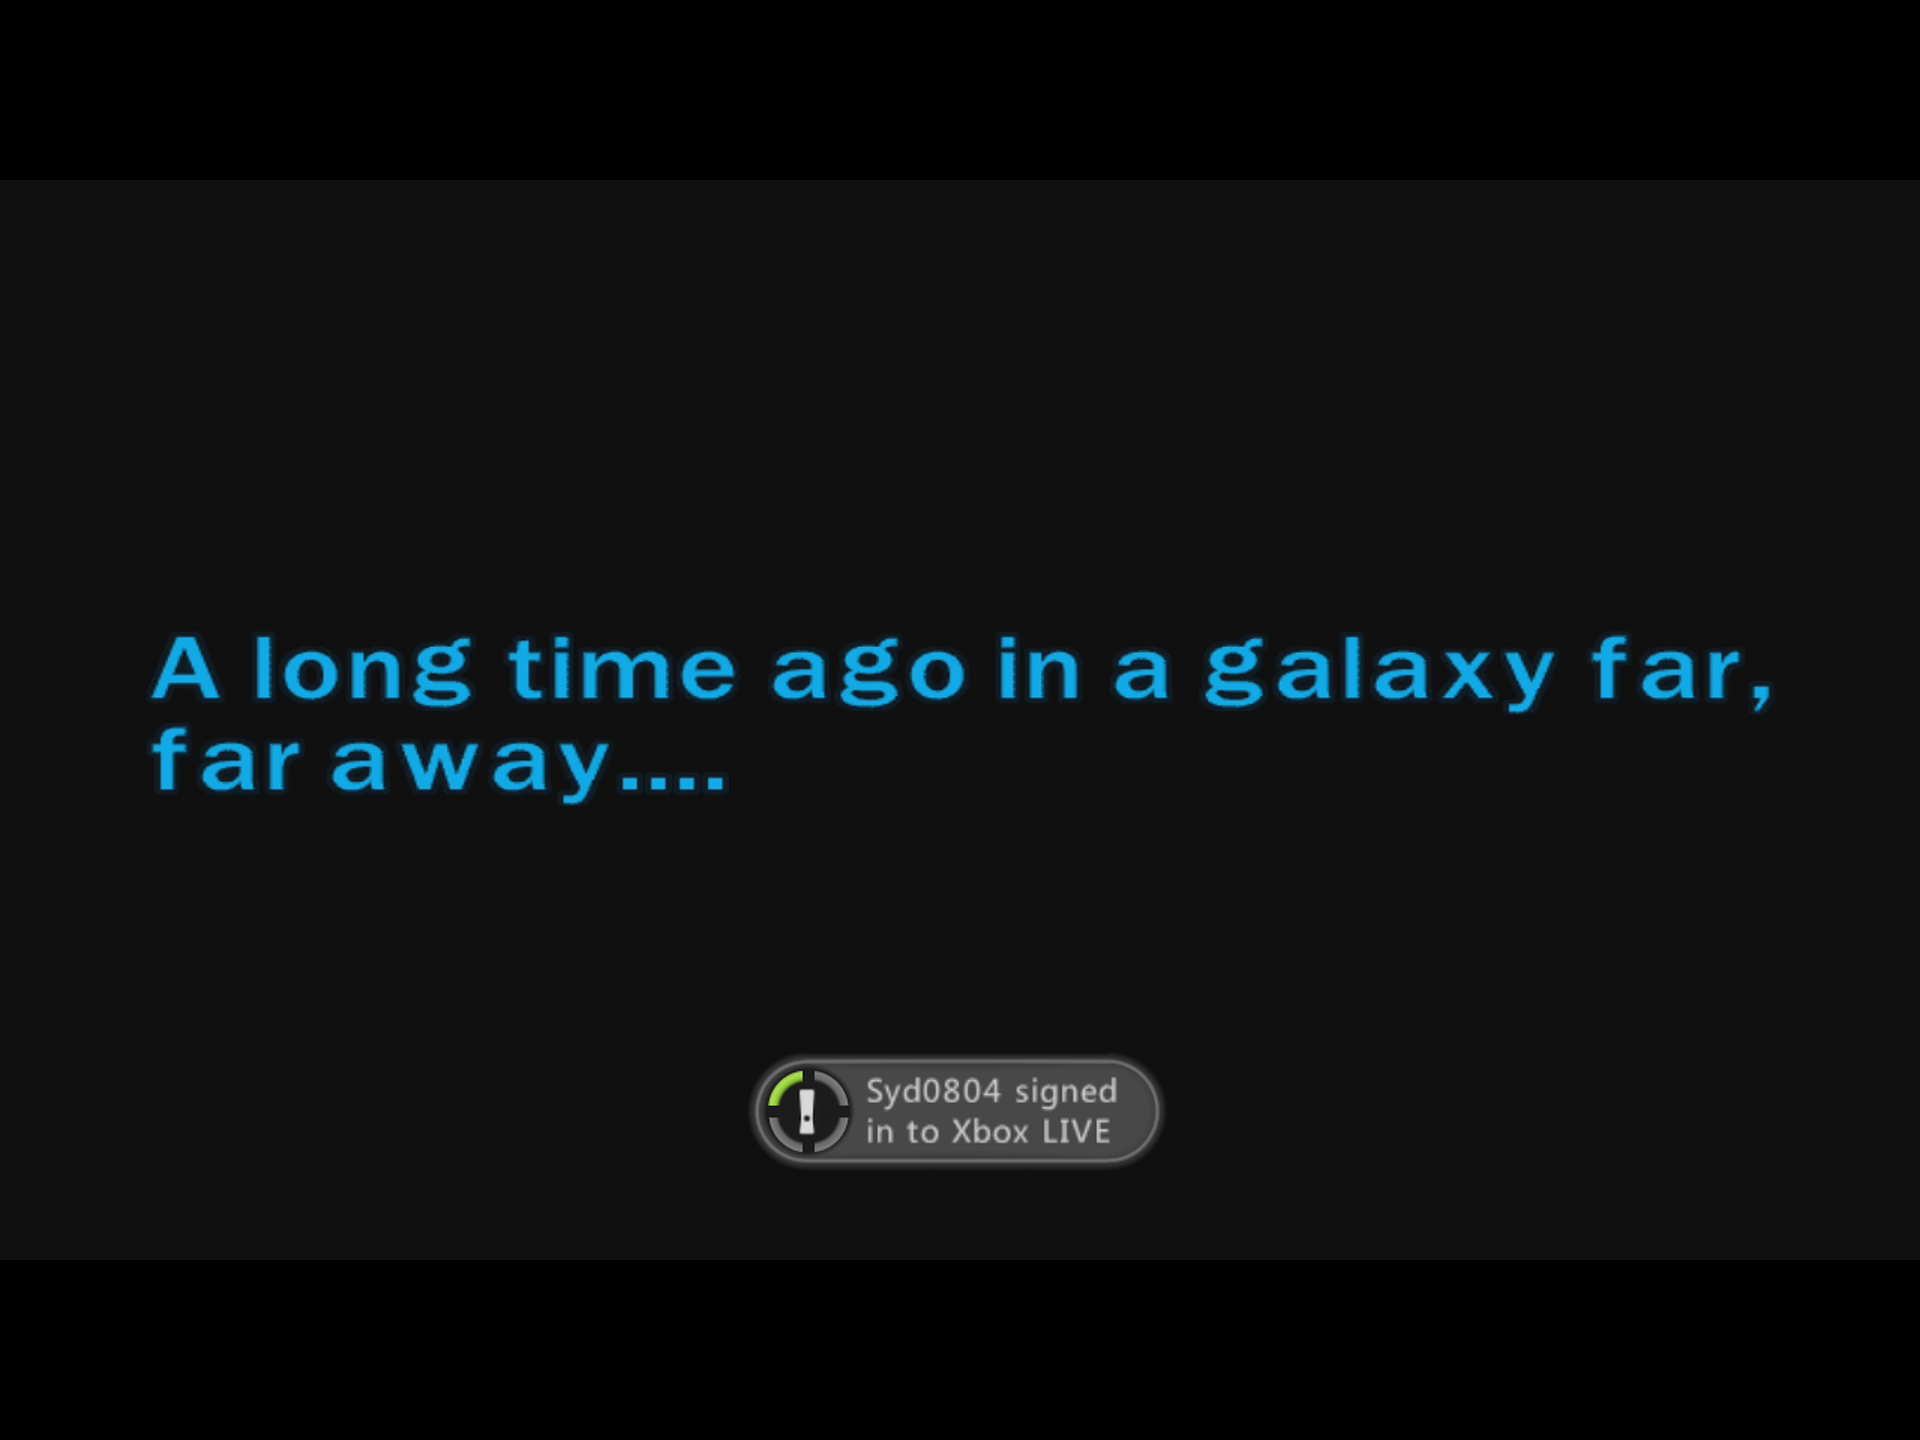 A long time ago in a galaxy far,
far away....
Syd0804 signed
in to Xbox LIVE